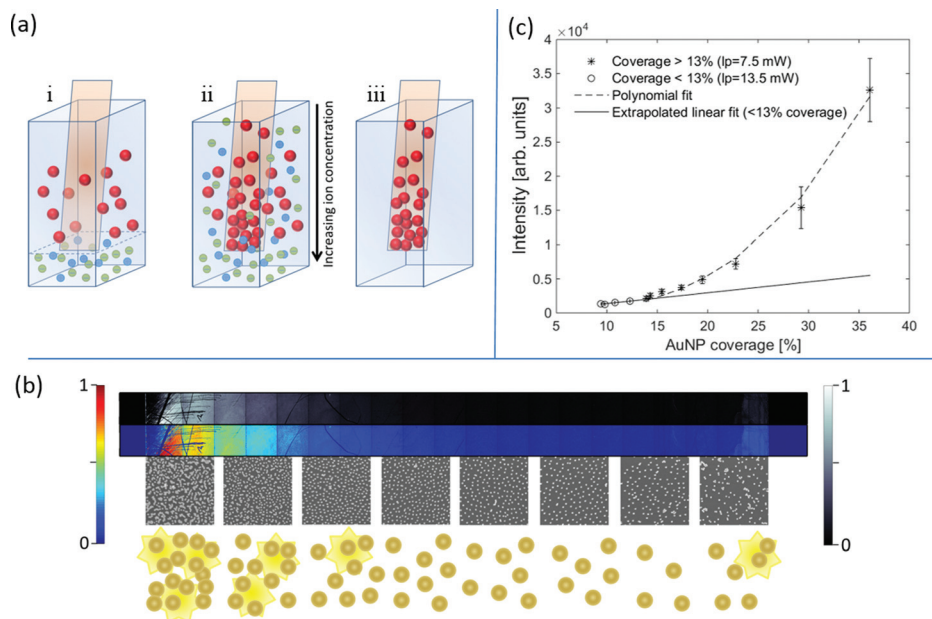 (a)
i
ii
iii
Increasing ion concentration
(c)
×10⁴
4
3.5
3
2.5
2
1.5
1
0.5
0
5
10
15
20
25
30
35
40
Intensity [arb. units]
AuNP coverage [%]
Coverage > 13% (Ip=7.5 mW)
Coverage < 13% (Ip=13.5 mW)
Polynomial fit
Extrapolated linear fit (<13% coverage)
(b)
1
0
1
0